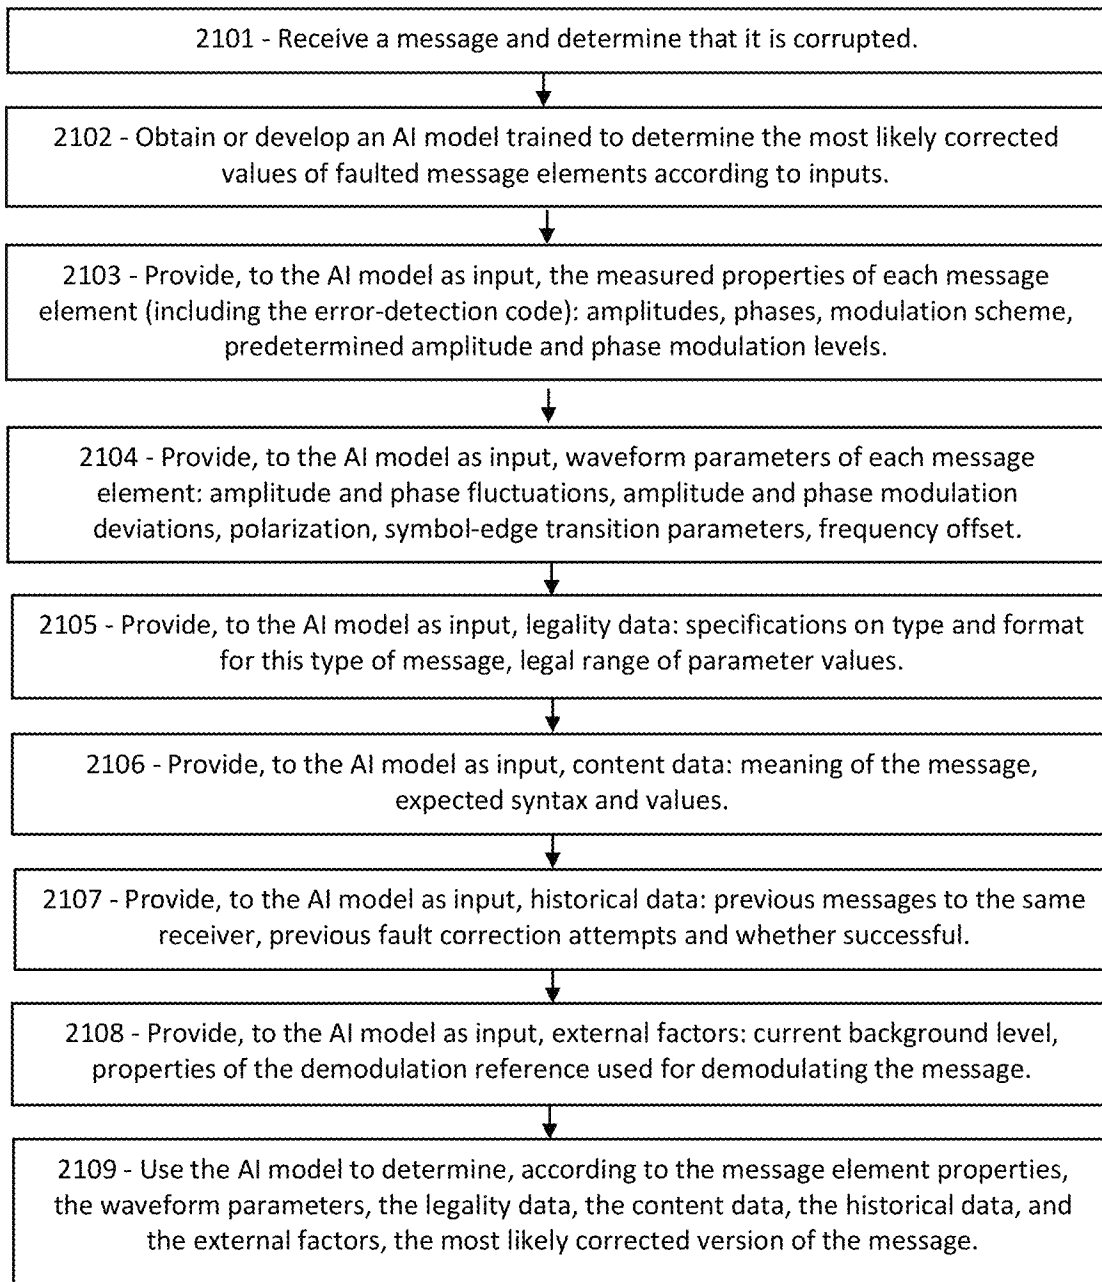 2101 - Receive a message and determine that it is corrupted.
2102 - Obtain or develop an AI model trained to determine the most likely corrected
values of faulted message elements according to inputs.
2103 - Provide, to the AI model as input, the measured properties of each message
element (including the error-detection code): amplitudes, phases, modulation scheme,
predetermined amplitude and phase modulation levels.
2104 - Provide, to the AI model as input, waveform parameters of each message
element: amplitude and phase fluctuations, amplitude and phase modulation
deviations, polarization, symbol-edge transition parameters, frequency offset.
2105 - Provide, to the AI model as input, legality data: specifications on type and format
for this type of message, legal range of parameter values.
2106 - Provide, to the AI model as input, content data: meaning of the message,
expected syntax and values.
2107 - Provide, to the AI model as input, historical data: previous messages to the same
receiver, previous fault correction attempts and whether successful.
2108 - Provide, to the AI model as input, external factors: current background level,
properties of the demodulation reference used for demodulating the message.
2109 - Use the AI model to determine, according to the message element properties,
the waveform parameters, the legality data, the content data, the historical data, and
the external factors, the most likely corrected version of the message.